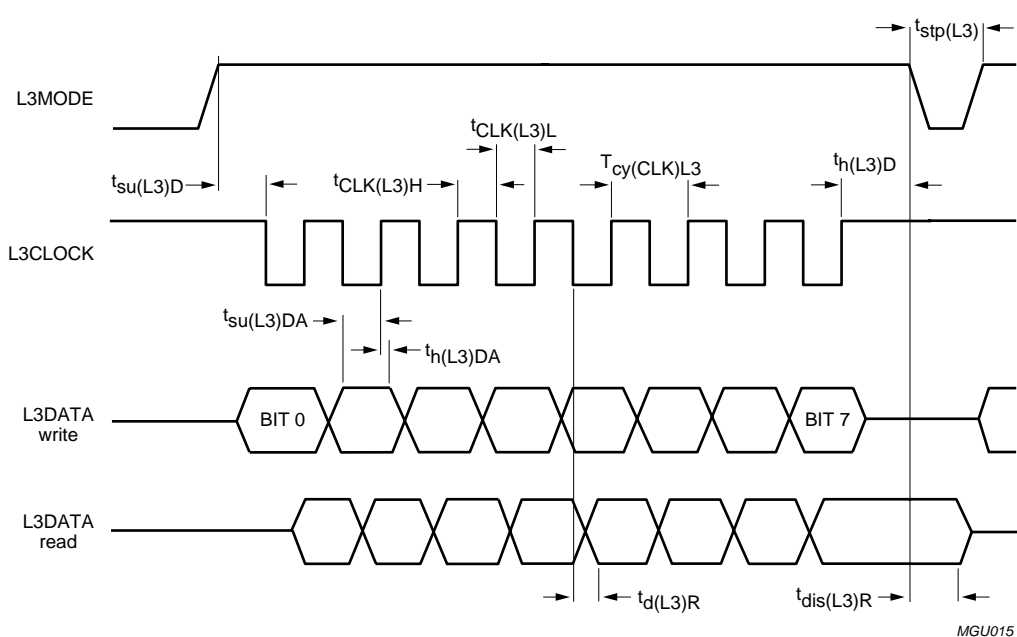 tstp(L3)
L3MODE
tCLK(L3)L
tsu(L3)D
tCLK(L3)H
Tcy(CLK)L3
th(L3)D
L3CLOCK
tsu(L3)DA
th(L3)DA
L3DATA
write
BIT 0
BIT 7
L3DATA
read
td(L3)R
tdis(L3)R
MGU015